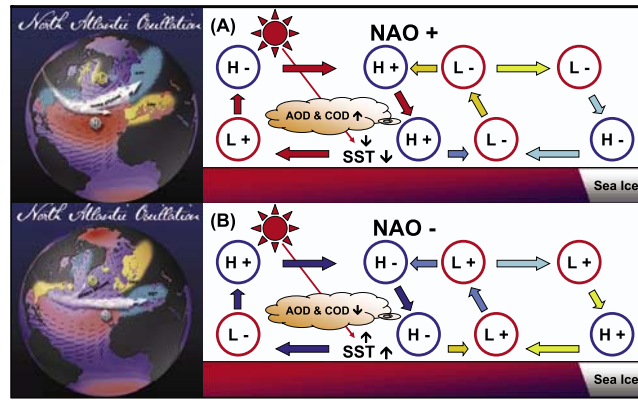 North Atlantic Oscillation
(A)
NAO +
H -
H +
L -
L -
AOD & COD ↑
L +
H +
L -
H -
↓
SST ↓
Sea Ice
North Atlantic Oscillation
(B)
NAO -
H +
H -
L +
L +
AOD & COD ↓
L -
H -
L +
H +
↑
SST ↑
Sea Ice